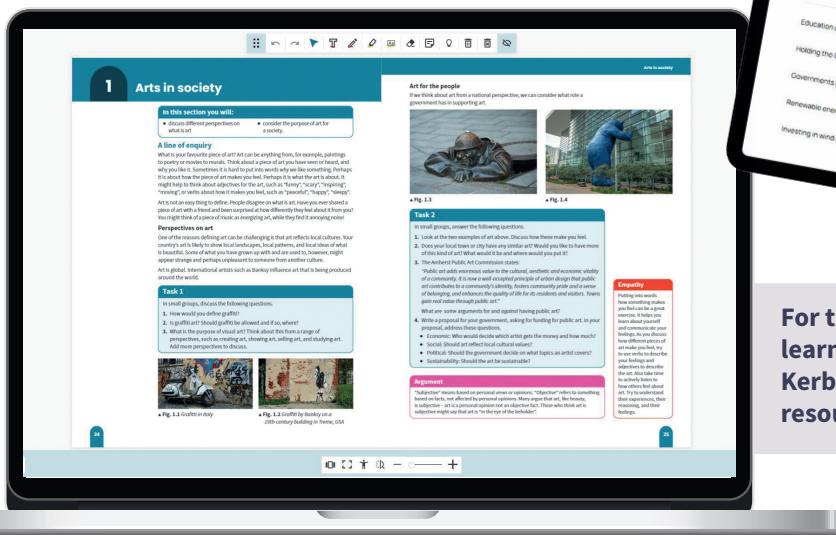 1 Arts in society
In this section you will:
• discuss different perspectives on
what is art
• consider the purpose of art for
a society.
A line of enquiry
What is your favourite piece of art? Art can be anything from, for example, paintings
to poetry or movies to murals. Think about a piece of art you have seen or heard, and
why you like it. Sometimes it is hard to put into words why we like something. Perhaps
it is about how the piece of art makes you feel. Perhaps it is what the art is about. It
might help to think about adjectives for the art, such as "funny", "scary", "inspiring",
"moving", or verbs about how it makes you feel, such as "peaceful", "happy", "sleepy".
Art is not an easy thing to define. People disagree on what is art. Have you ever shared a
piece of art with a friend and been surprised at how differently they feel about it from you?
You might think of a piece of music as energizing art, while they find it annoying noise!
Perspectives on art
One of the reasons defining art can be challenging is that art reflects local cultures. Your
country's art is likely to show local landscapes, local patterns, and local ideas of what
is beautiful. Some of what you have grown up with and are used to, however, might
appear strange and perhaps unpleasant to someone from another culture.
Art is global. International artists such as Banksy influence art that is being produced
around the world.
Task 1
In small groups, discuss the following questions.
1. How would you define graffiti?
2. Is graffiti art? Should graffiti be allowed and if so, where?
3. What is the purpose of visual art? Think about this from a range of
perspectives, such as creating art, showing art, selling art, and studying art.
Add more perspectives to discuss.
▲ Fig. 1.1 Graffiti in Italy
▲ Fig. 1.2 Graffiti by Banksy on a
19th-century building in Treme, USA
24
Arts in society
Art for the people
If we think about art from a national perspective, we can consider what role a
government has in supporting art.
▲ Fig. 1.3
▲ Fig. 1.4
Task 2
In small groups, answer the following questions.
1. Look at the two examples of art above. Discuss how these make you feel.
2. Does your local town or city have any similar art? Would you like to have more
of this kind of art? What would it be and where would you put it?
3. The Amherst Public Art Commission states:
"Public art adds enormous value to the cultural, aesthetic and economic vitality
of a community. It is now a well-accepted principle of urban design that public
art contributes to a community's identity, fosters community pride and a sense
of belonging, and enhances the quality of life for its residents and visitors. Towns
gain real value through public art."
What are some arguments for and against having public art?
4. Write a proposal for your government, asking for funding for public art. In your
proposal, address these questions.
• Economic: Who would decide which artist gets the money and how much?
• Social: Should art reflect local cultural values?
• Political: Should the government decide on what topics an artist covers?
• Sustainability: Should the art be sustainable?
Empathy
Putting into words
how something makes
you feel can be a great
exercise. It helps you
learn about yourself
and communicate your
feelings. As you discuss
how different pieces of
art make you feel, try
to use verbs to describe
your feelings and
adjectives to describe
the art. Also take time
to actively listen to
how others feel about
art. Try to understand
their experiences, their
reasoning, and their
feelings.
Argument
"Subjective" means based on personal views or opinions. "Objective" refers to something
based on facts, not affected by personal opinions. Many argue that art, like beauty,
is subjective – art is a personal opinion not an objective fact. Those who think art is
subjective might say that art is "in the eye of the beholder".
25
Education
Holding the
Governments
Renewable
Investing in wind
For
learn
Kerb
resou